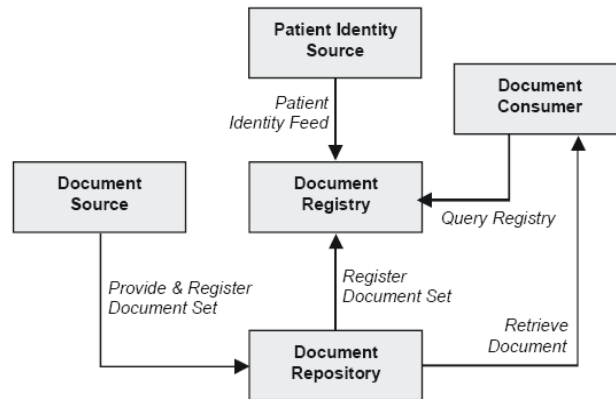 Patient Identity
Source
Document
Consumer
Patient
Identity Feed
Document
Source
Document
Registry
Query Registry
Provide & Register
Document Set
Register
Document Set
Retrieve
Document
Document
Repository